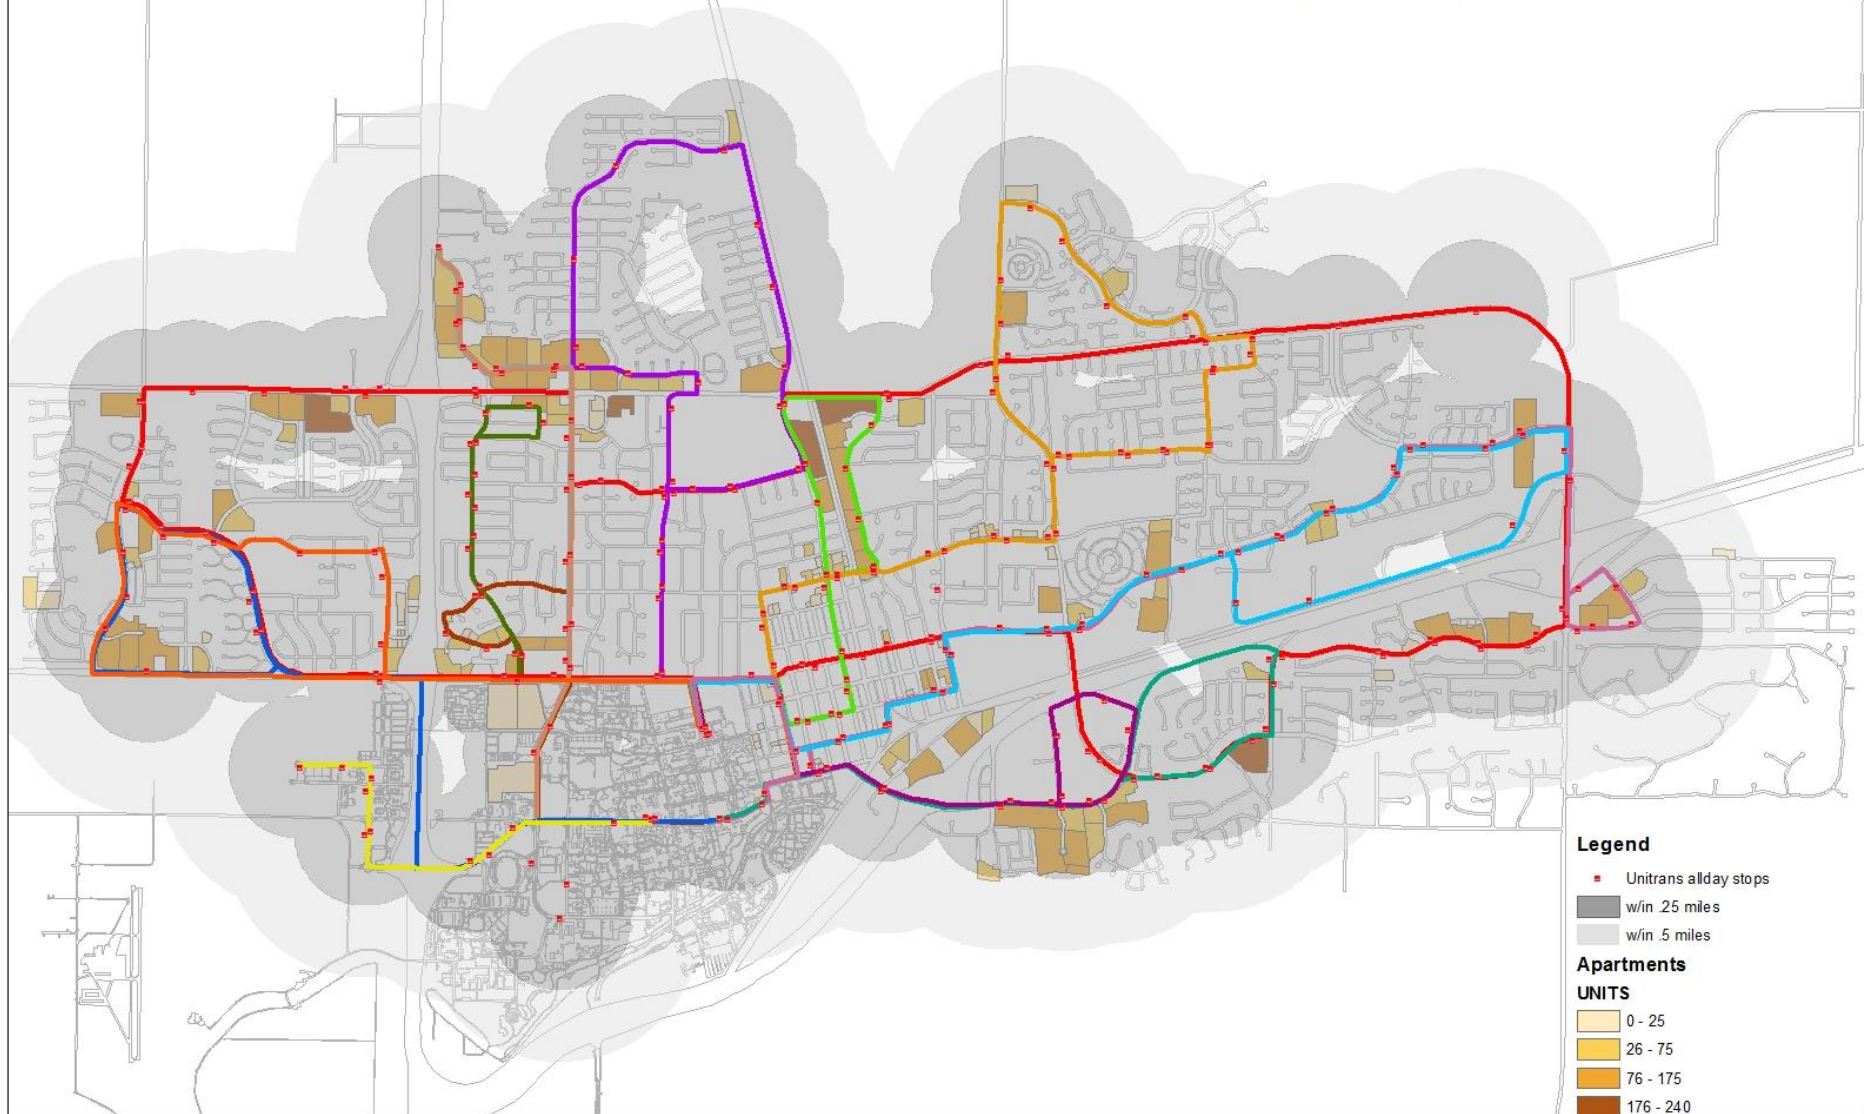 Legend
Unitrans allday stops
w/in .25 miles
w/in .5 miles
Apartments
UNITS
0 - 25
26 - 75
76 - 175
176 - 240